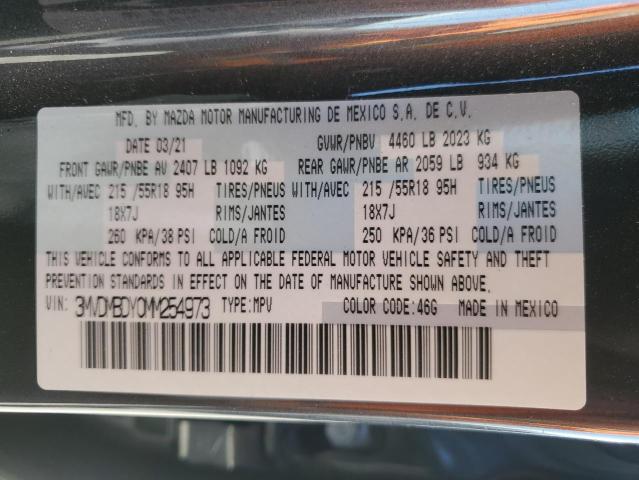 MFD. BY MAZDA MOTOR MANUFACTURING DE MEXICO S.A. DE C.V.
DATE 03/21 GVWR/PNBV 4460 LB 2023 KG
FRONT GAWR/PNBE AV 2407 LB 1092 KG REAR GAWR/PNBE AR 2059 LB 934 KG
WITH/AVEC 215 /55R18 95H TIRES/PNEUS WITH/AVEC 215 /55R18 95H TIRES/PNEUS
18X7J RIMS/JANTES 18X7J RIMS/JANTES
260 KPA/38 PSI COLD/A FROID 250 KPA/36 PSI COLD/A FROID
THIS VEHICLE CONFORMS TO ALL APPLICABLE FEDERAL MOTOR VEHICLE SAFETY AND THEFT
PREVENTION STANDARDS IN EFFECT ON THE DATE OF MANUFACTURE SHOWN ABOVE.
VIN: 3MVDMBDY0MM254973 TYPE:MPV COLOR CODE:46G MADE IN MEXICO